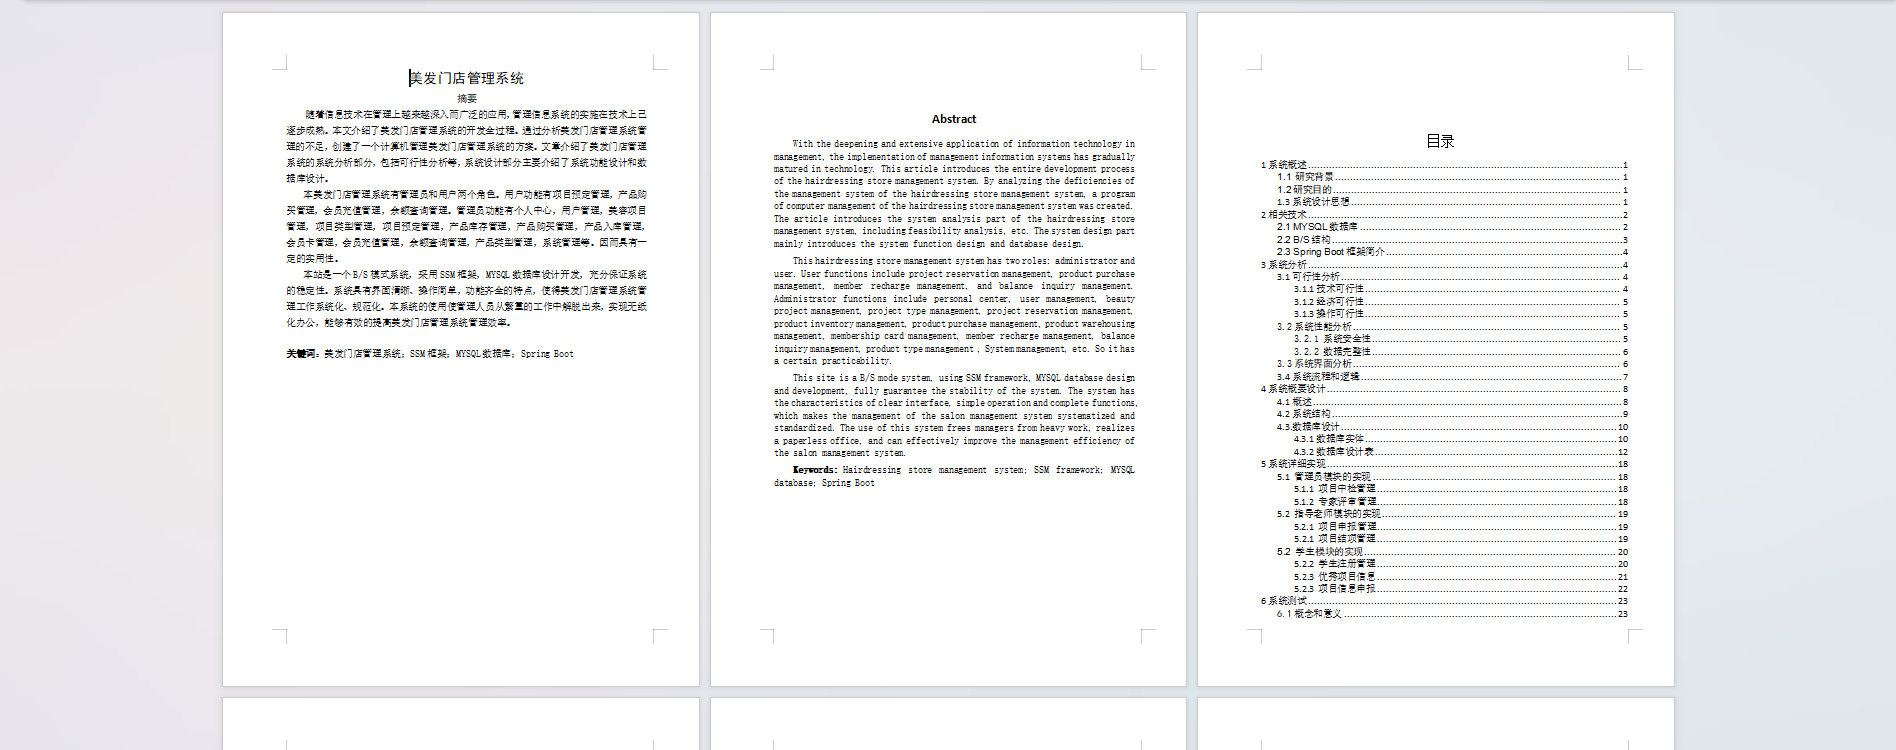 美发门店管理系统
摘要
随着信息技术在管理上越来越深入而广泛的应用，管理信息系统的实施在技术上已
逐步成熟。本文介绍了美发门店管理系统的开发全过程。通过分析美发门店管理系统管
理的不足，创建了一个计算机管理美发门店管理系统的方案。文章介绍了美发门店管理
系统的系统分析部分，包括可行性分析等，系统设计部分主要介绍了系统功能设计和数
据库设计。
本美发门店管理系统有管理员和用户两个角色。用户功能有项目预定管理，产品购
买管理，会员充值管理，余额查询管理。管理员功能有个人中心，用户管理，美容项目
管理，项目类型管理，项目预定管理，产品库存管理，产品购买管理，产品入库管理，
会员卡管理，会员充值管理，余额查询管理，产品类型管理，系统管理等。因而具有一
定的实用性。
本站是一个B/S模式系统，采用SSM框架，MYSQL数据库设计开发，充分保证系统
的稳定性。系统具有界面清晰、操作简单，功能齐全的特点，使得美发门店管理系统管
理工作系统化、规范化。本系统的使用使管理人员从繁重的工作中解脱出来，实现无纸
化办公，能够有效的提高美发门店管理系统管理效率。
关键词：美发门店管理系统；SSM框架；MYSQL数据库；Spring Boot
Abstract
With the deepening and extensive application of information technology in
management, the implementation of management information systems has gradually
matured in technology. This article introduces the entire development process
of the hairdressing store management system. By analyzing the deficiencies of
the management system of the hairdressing store management system, a program
of computer management of the hairdressing store management system was created.
The article introduces the system analysis part of the hairdressing store
management system, including feasibility analysis, etc. The system design part
mainly introduces the system function design and database design.
This hairdressing store management system has two roles: administrator and
user. User functions include project reservation management, product purchase
management, member recharge management, and balance inquiry management.
Administrator functions include personal center, user management, beauty
project management, project type management, project reservation management,
product inventory management, product purchase management, product warehousing
management, membership card management, member recharge management, balance
inquiry management, product type management , System management, etc. So it has
a certain practicability.
This site is a B/S mode system, using SSM framework, MYSQL database design
and development, fully guarantee the stability of the system. The system has
the characteristics of clear interface, simple operation and complete functions,
which makes the management of the salon management system systematized and
standardized. The use of this system frees managers from heavy work, realizes
a paperless office, and can effectively improve the management efficiency of
the salon management system.
Keywords: Hairdressing store management system; SSM framework; MYSQL
database; Spring Boot
目录
1 系统概述 1
1.1 研究背景 1
1.2 研究目的 1
1.3 系统设计思想 1
2 相关技术 2
2.1 MYSQL 数据库 2
2.2 B/S 结构 3
2.3 Spring Boot 框架简介 4
3 系统分析 4
3.1 可行性分析 4
3.1.1 技术可行性 4
3.1.2 经济可行性 5
3.1.3 操作可行性 5
3.2 系统性能分析 5
3.2.1 系统安全性 5
3.2.2 数据完整性 6
3.3 系统界面分析 6
3.4 系统流程和逻辑 7
4 系统概要设计 8
4.1 概述 8
4.2 系统结构 9
4.3.数据库设计 10
4.3.1 数据库实体 10
4.3.2 数据库设计表 12
5 系统详细实现 18
5.1 管理员模块的实现 18
5.1.1 项目中检管理 18
5.1.2 专家评审管理 18
5.2 指导老师模块的实现 19
5.2.1 项目申报管理 19
5.2.1 项目结项管理 19
5.2 学生模块的实现 20
5.2.2 学生注册管理 20
5.2.3 优秀项目信息 21
5.2.3 项目信息申报 22
6 系统测试 23
6.1 概念和意义 23